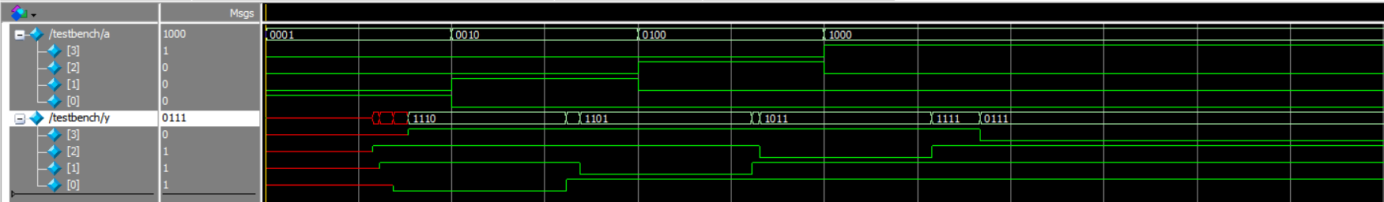 Msgs
/testbench/a 1000 0001 0010 0100 1000
[3] 1
[2] 0
[1] 0
[0] 0
/testbench/y 0111 1110 1101 1011 1111 0111
[3] 0
[2] 1
[1] 1
[0] 1